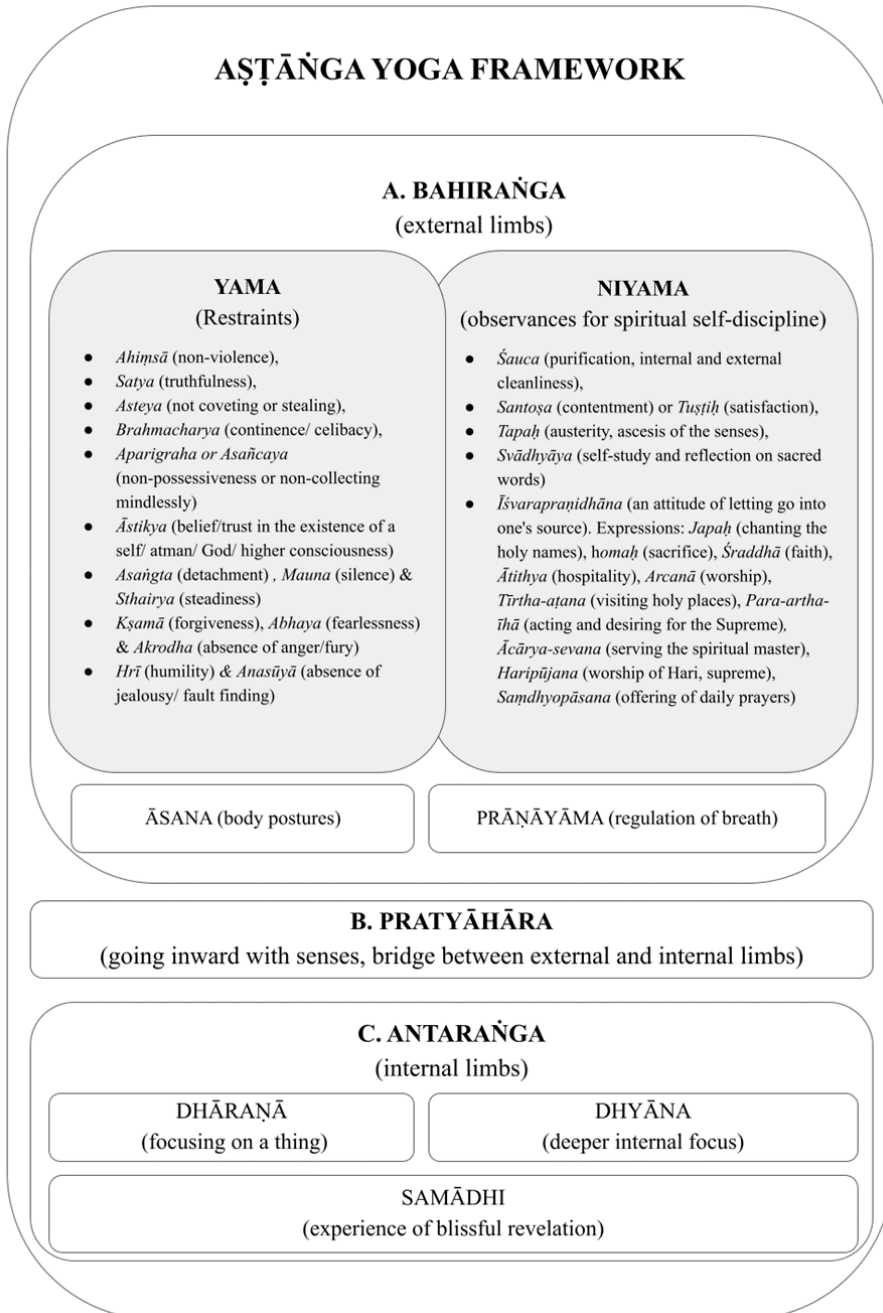 AṢṬĀṄGA YOGA FRAMEWORK
A. BAHIRAṄGA
(external limbs)
YAMA
(Restraints)
● Ahiṃsā (non-violence),
● Satya (truthfulness),
● Asteya (not coveting or stealing),
● Brahmacharya (continence/ celibacy),
● Aparigraha or Asañcaya
(non-possessiveness or non-collecting
mindlessly)
● Āstikya (belief/trust in the existence of a
self/ atman/ God/ higher consciousness)
● Asaṅgta (detachment) , Mauna (silence) &
Sthairya (steadiness)
● Kṣamā (forgiveness), Abhaya (fearlessness)
& Akrodha (absence of anger/fury)
● Hrī (humility) & Anasūyā (absence of
jealousy/ fault finding)
NIYAMA
(observances for spiritual self-discipline)
● Śauca (purification, internal and external
cleanliness),
● Santoṣa (contentment) or Tuṣṭiḥ (satisfaction),
● Tapaḥ (austerity, ascesis of the senses),
● Svādhyāya (self-study and reflection on sacred
words)
● Īśvarapraṇidhāna (an attitude of letting go into
one's source). Expressions: Japaḥ (chanting the
holy names), homaḥ (sacrifice), Śraddhā (faith),
Ātithya (hospitality), Arcanā (worship),
Tīrtha-aṭana (visiting holy places), Para-artha-
īhā (acting and desiring for the Supreme),
Ācārya-sevana (serving the spiritual master),
Haripūjana (worship of Hari, supreme),
Saṃdhyopāsana (offering of daily prayers)
ĀSANA (body postures)
PRĀṆĀYĀMA (regulation of breath)
B. PRATYĀHĀRA
(going inward with senses, bridge between external and internal limbs)
C. ANTARAṄGA
(internal limbs)
DHĀRAṆĀ
(focusing on a thing)
DHYĀNA
(deeper internal focus)
SAMĀDHI
(experience of blissful revelation)